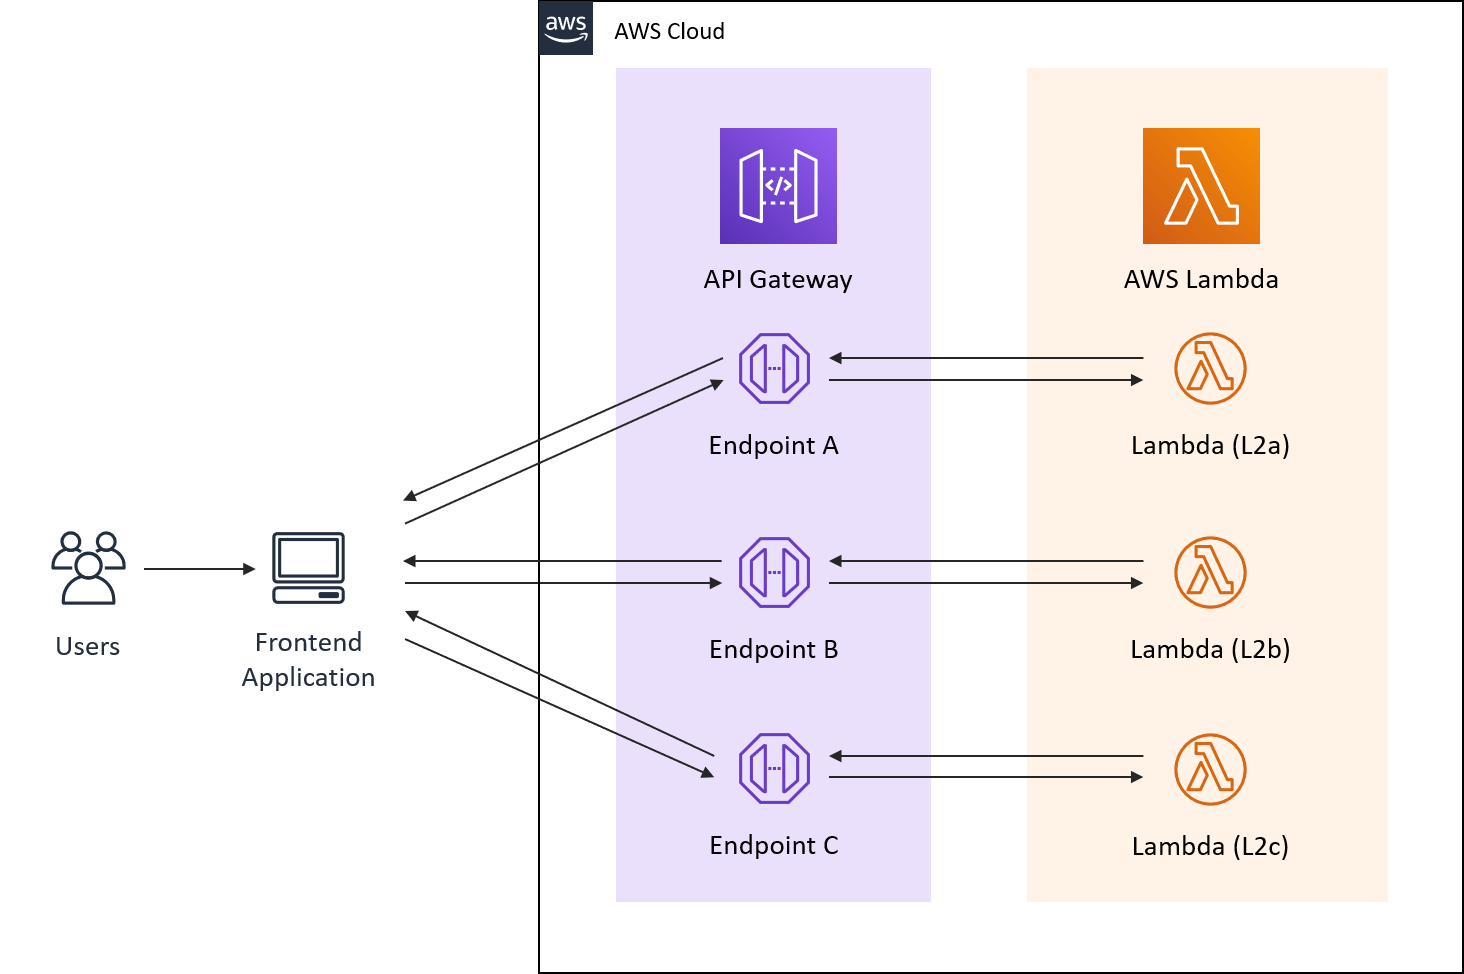 aws
AWS Cloud
API Gateway
AWS Lambda
Endpoint A
Lambda (L2a)
Users
Frontend
Application
Endpoint B
Lambda (L2b)
Endpoint C
Lambda (L2c)